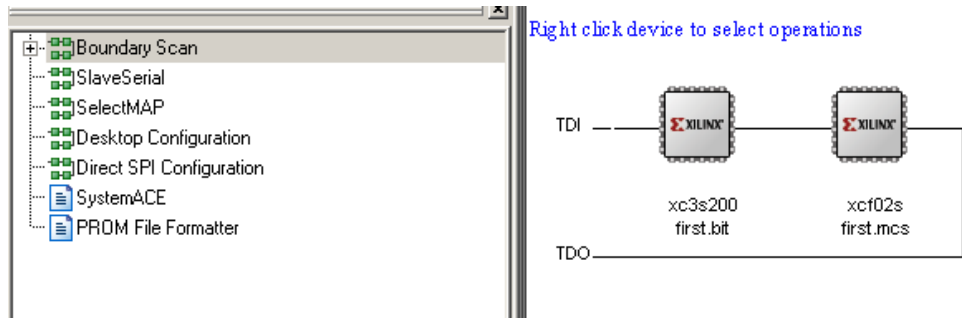 Boundary Scan
SlaveSerial
SelectMAP
Desktop Configuration
Direct SPI Configuration
SystemACE
PROM File Formatter
Right click device to select operations
TDI
XILINX
XILINX
xc3s200
first.bit
xcf02s
first.mcs
TDO